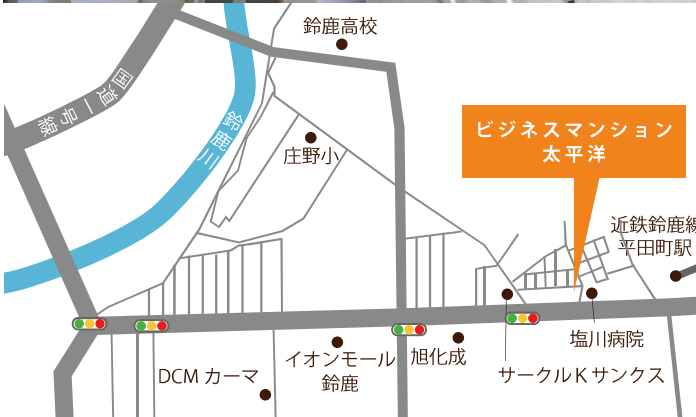 鈴鹿高校
国道一号線
鈴鹿川
庄野小
ビジネスマンション
太平洋
近鉄鈴鹿線
平田町駅
塩川病院
イオンモール
鈴鹿
旭化成
DCM カーマ
サークルKサンクス